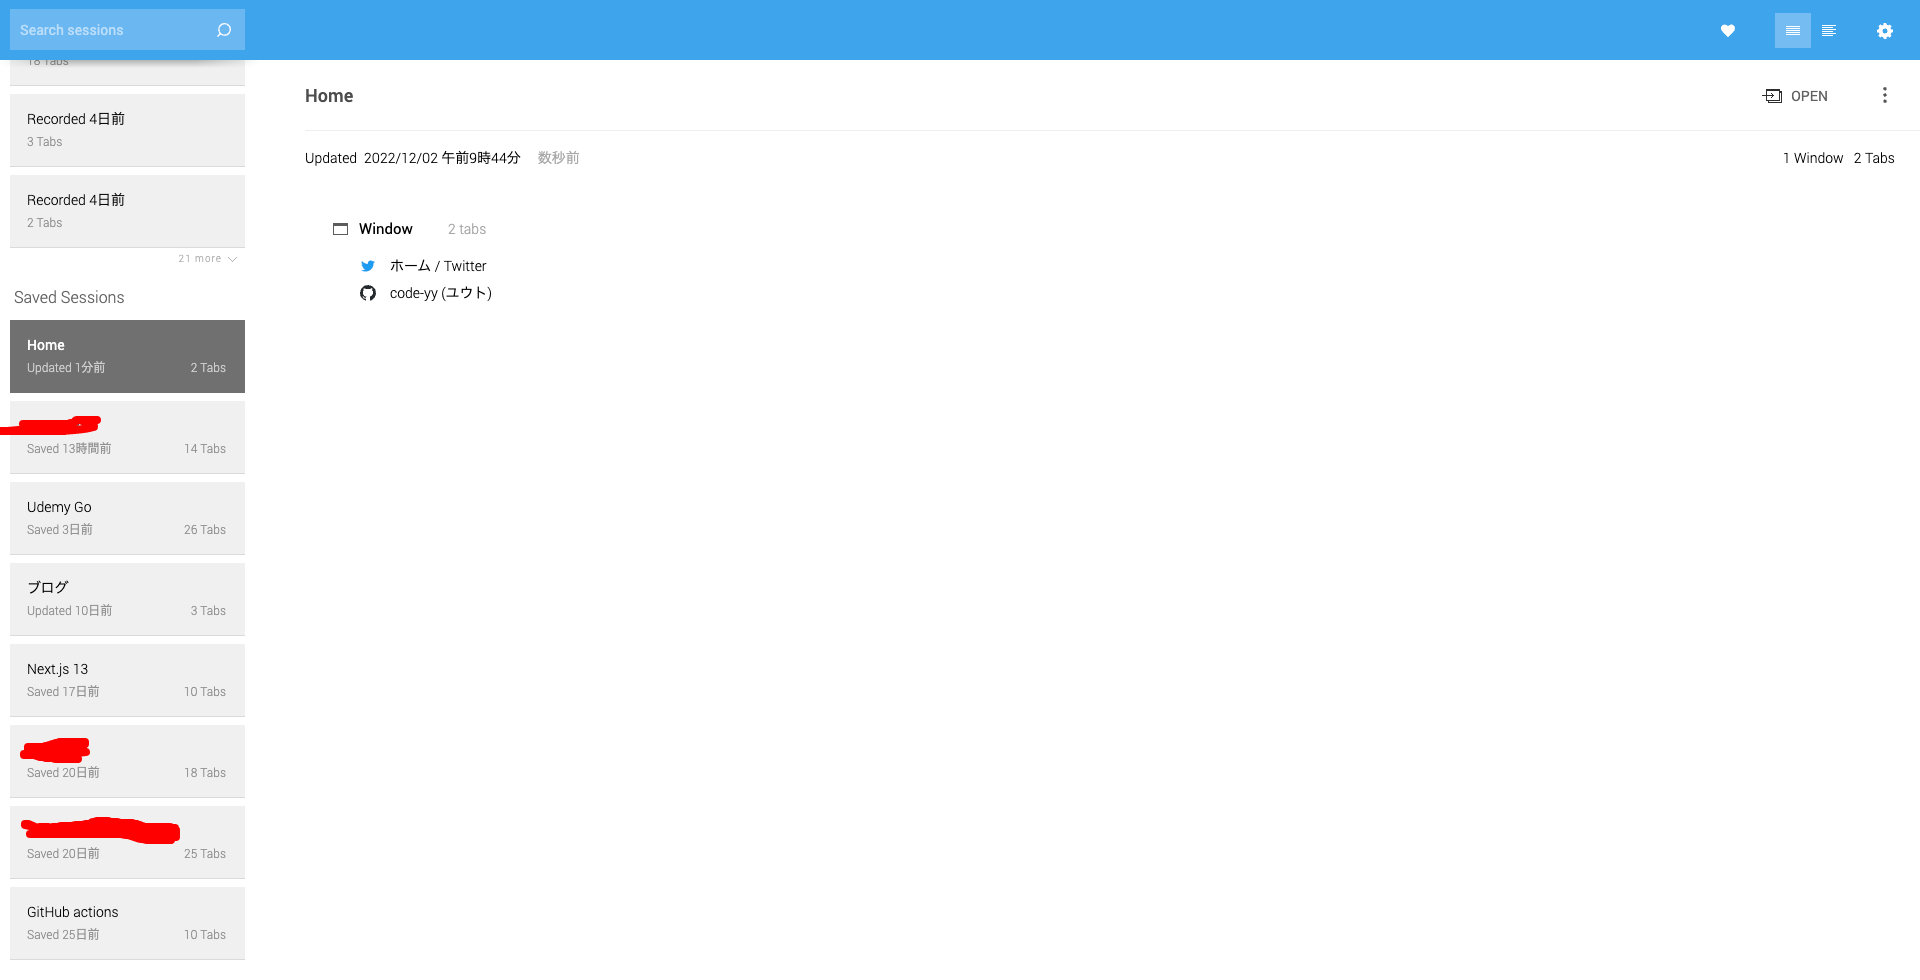 Search sessions
18 Tabs
Recorded 4日前
3 Tabs
Recorded 4日前
2 Tabs
21 more
Saved Sessions
Home
Updated 1分前 2 Tabs
Saved 13時間前 14 Tabs
Udemy Go
Saved 3日前 26 Tabs
ブログ
Updated 10日前 3 Tabs
Next.js 13
Saved 17日前 10 Tabs
Saved 20日前 18 Tabs
Saved 20日前 25 Tabs
GitHub actions
Saved 25日前 10 Tabs
Home OPEN
Updated 2022/12/02 午前9時44分 数秒前 1 Window 2 Tabs
Window 2 tabs
ホーム / Twitter
code-yy (ユウト)